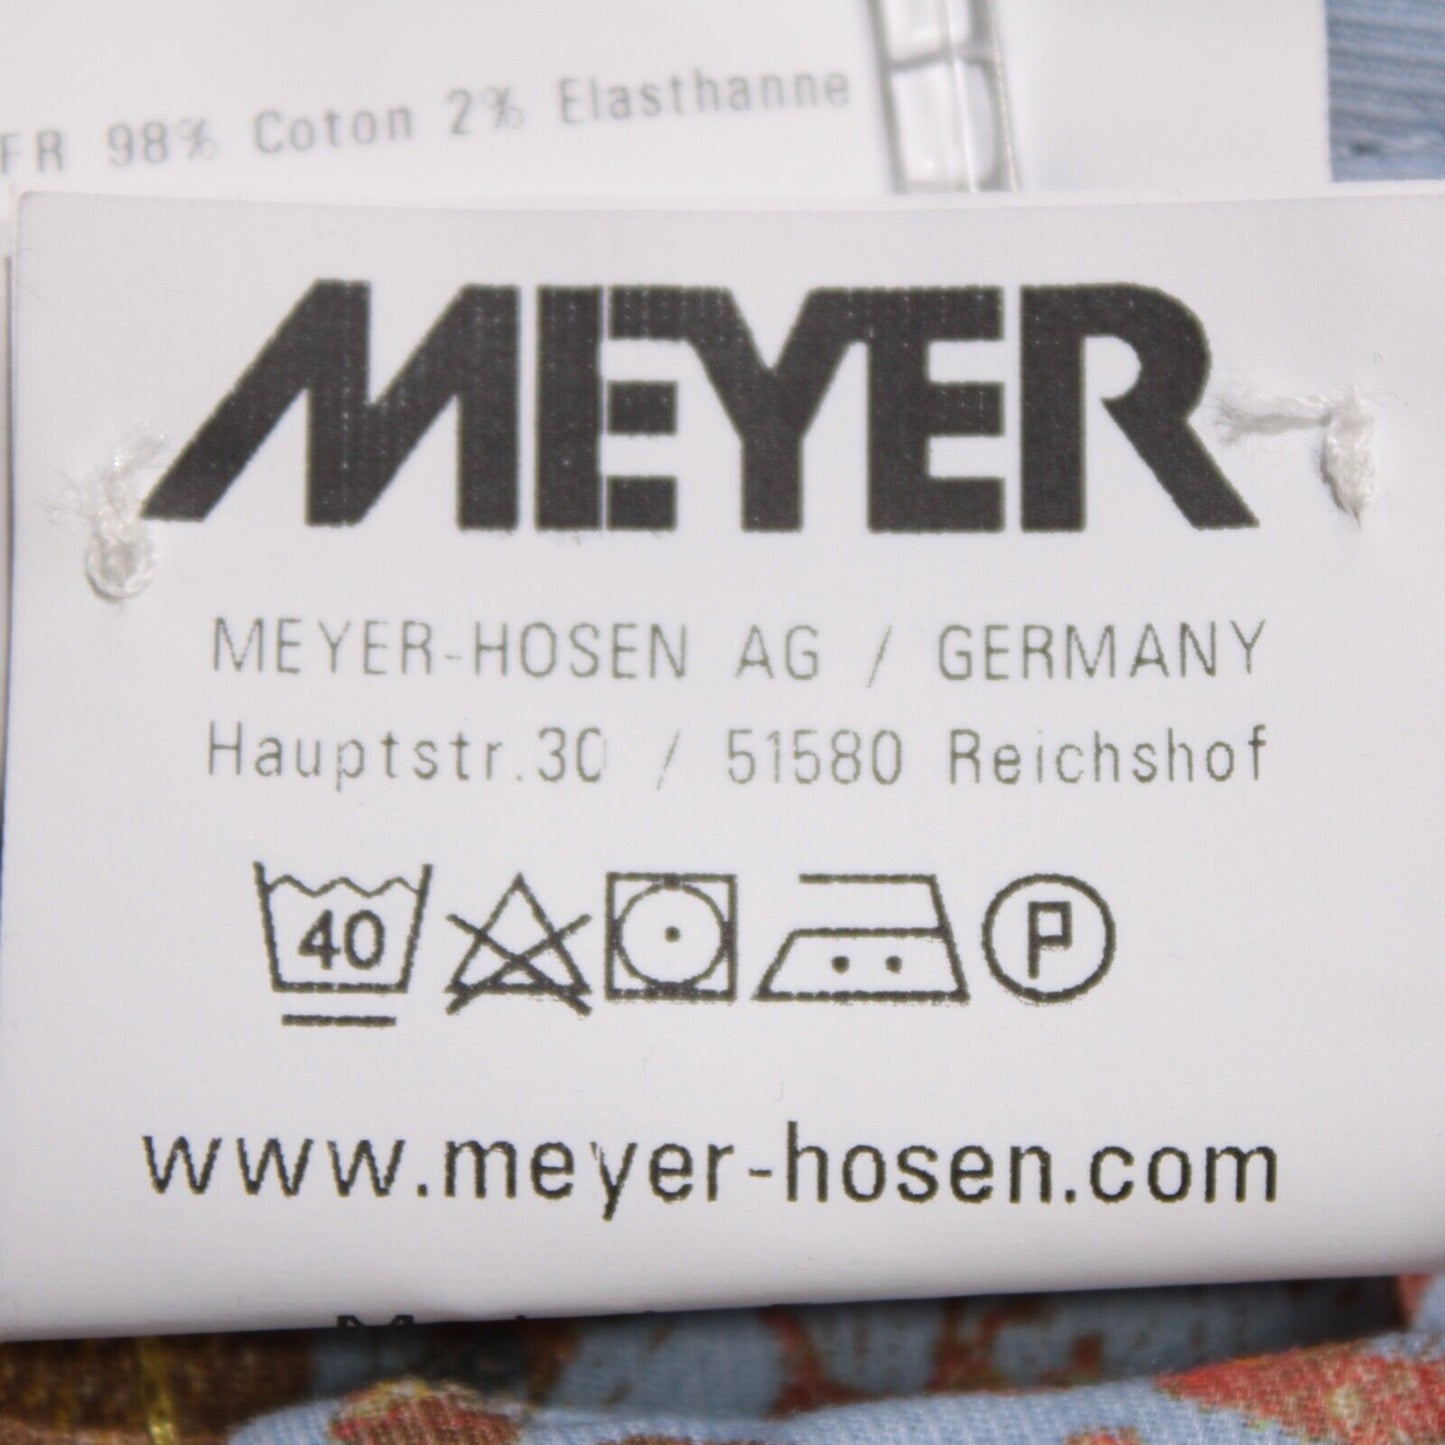 FR 98% Coton 2% Elasthanne
MEYER
MEYER-HOSEN AG / GERMANY
Hauptstr.30 / 51580 Reichshof
40 P
www.meyer-hosen.com